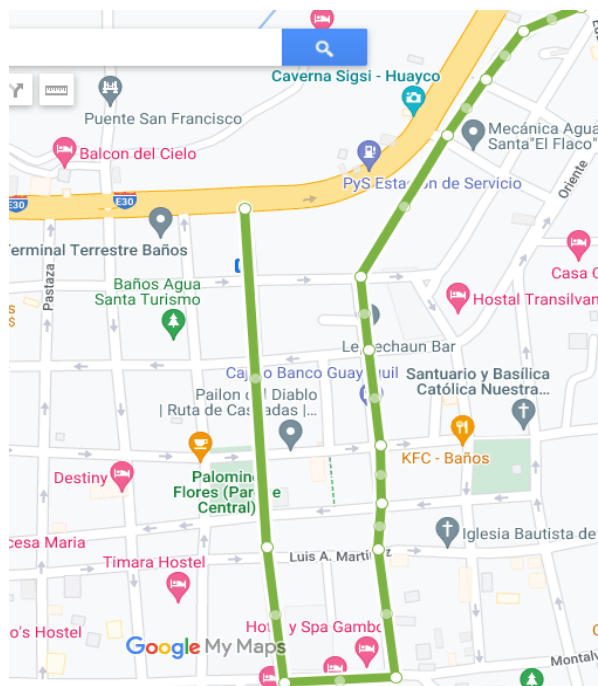 Caverna Sigsi - Huayco
Puente San Francisco
Mecánica Agua
Santa"El Flaco"
Balcon del Cielo
PyS Estación de Servicio
Oriente
E30
E30
Terminal Terrestre Baños
Casa
Pastaza
Baños Agua
Santa Turismo
Hostal Transilvan
Bar
Cajero Banco Guayaquil
Santuario y Basílica
Católica Nuestra...
Pailon del Diablo
| Ruta de Cascadas |...
KFC - Baños
Destiny
Palomino
Flores (Parque
Central)
Iglesia Bautista de
cesa Maria
Luis A. Martínez
Timara Hostel
o's Hostel
Google My Maps
Hotel y Spa Gambo
Montalv